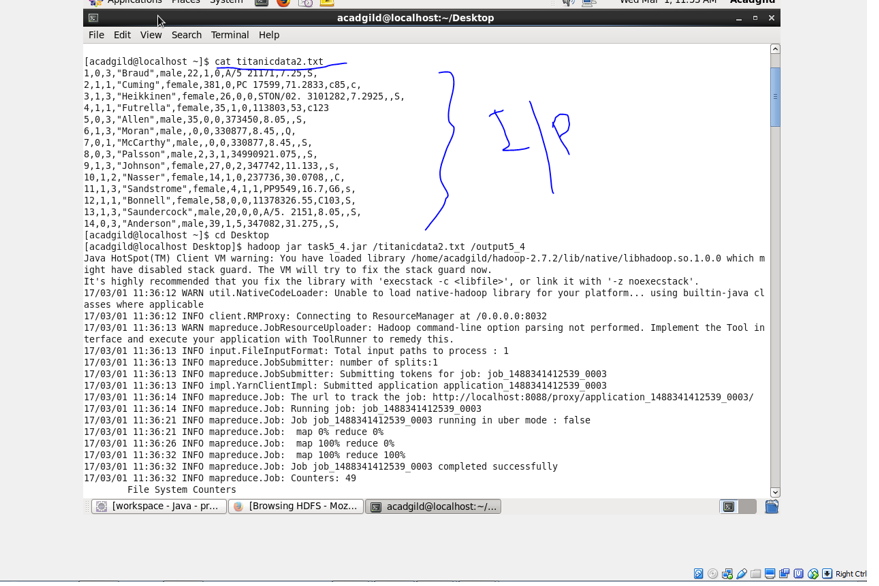 Applications Places System Wed Mar 1, 11:53 AM Acadgild
acadgild@localhost:~/Desktop
File Edit View Search Terminal Help
[acadgild@localhost ~]$ cat titanicdata2.txt
1,0,3,"Braud",male,22,1,0,A/5 21171,7.25,S,
2,1,1,"Cuming",female,381,0,PC 17599,71.2833,c85,c,
3,1,3,"Heikkinen",female,26,0,0,STON/02. 3101282,7.2925,,S,
4,1,1,"Futrella",female,35,1,0,113803,53,c123
5,0,3,"Allen",male,35,0,0,373450,8.05,,S,
6,1,3,"Moran",male,,0,0,330877,8.45,,Q,
7,0,1,"McCarthy",male,,0,0,330877,8.45,,S,
8,0,3,"Palsson",male,2,3,1,34990921.075,,S,
9,1,3,"Johnson",female,27,0,2,347742,11.133,,s,
10,1,2,"Nasser",female,14,1,0,237736,30.0708,,C,
11,1,3,"Sandstrome",female,4,1,1,PP9549,16.7,G6,s,
12,1,1,"Bonnell",female,58,0,0,11378326.55,C103,S,
13,1,3,"Saundercock",male,20,0,0,A/5. 2151,8.05,,S,
14,0,3,"Anderson",male,39,1,5,347082,31.275,,S,
I/P
[acadgild@localhost ~]$ cd Desktop
[acadgild@localhost Desktop]$ hadoop jar task5_4.jar /titanicdata2.txt /output5_4
Java HotSpot(TM) Client VM warning: You have loaded library /home/acadgild/hadoop-2.7.2/lib/native/libhadoop.so.1.0.0 which m
ight have disabled stack guard. The VM will try to fix the stack guard now.
It's highly recommended that you fix the library with 'execstack -c <libfile>', or link it with '-z noexecstack'.
17/03/01 11:36:12 WARN util.NativeCodeLoader: Unable to load native-hadoop library for your platform... using builtin-java cl
asses where applicable
17/03/01 11:36:12 INFO client.RMProxy: Connecting to ResourceManager at /0.0.0.0:8032
17/03/01 11:36:13 WARN mapreduce.JobResourceUploader: Hadoop command-line option parsing not performed. Implement the Tool in
terface and execute your application with ToolRunner to remedy this.
17/03/01 11:36:13 INFO input.FileInputFormat: Total input paths to process : 1
17/03/01 11:36:13 INFO mapreduce.JobSubmitter: number of splits:1
17/03/01 11:36:13 INFO mapreduce.JobSubmitter: Submitting tokens for job: job_1488341412539_0003
17/03/01 11:36:13 INFO impl.YarnClientImpl: Submitted application application_1488341412539_0003
17/03/01 11:36:14 INFO mapreduce.Job: The url to track the job: http://localhost:8088/proxy/application_1488341412539_0003/
17/03/01 11:36:14 INFO mapreduce.Job: Running job: job_1488341412539_0003
17/03/01 11:36:21 INFO mapreduce.Job: Job job_1488341412539_0003 running in uber mode : false
17/03/01 11:36:21 INFO mapreduce.Job:  map 0% reduce 0%
17/03/01 11:36:26 INFO mapreduce.Job:  map 100% reduce 0%
17/03/01 11:36:32 INFO mapreduce.Job:  map 100% reduce 100%
17/03/01 11:36:32 INFO mapreduce.Job: Job job_1488341412539_0003 completed successfully
17/03/01 11:36:32 INFO mapreduce.Job: Counters: 49
File System Counters
[workspace - Java - pr... [Browsing HDFS - Moz... acadgild@localhost:~/...
Right Ctrl